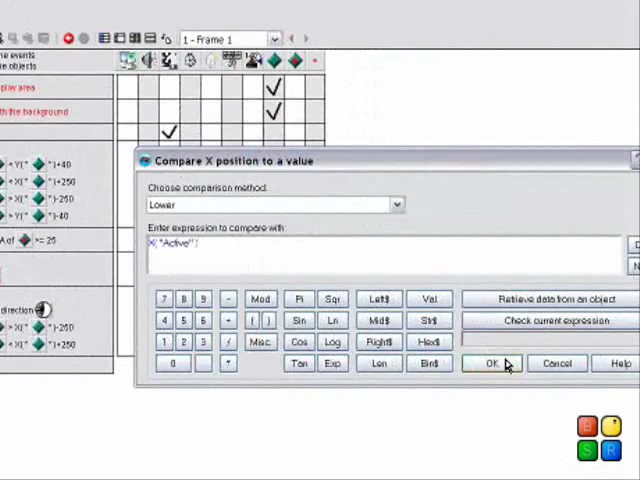 1 - Frame 1
he events
e objects
play area
th the background
Compare X position to a value
Choose comparison method:
Lower
Enter expression to compare with:
X( "Active" )
< Y(" ")+40
< X(" ")+250
> X(" ")-250
> Y(" ")-40
A of >= 25
direction
> X(" ")-250
< X(" ")+250
7 8 9 - Mod Pi Sqr Left$ Val Retrieve data from an object
4 5 6 + ( ) Sin Ln Mid$ Str$ Check current expression
1 2 3 / Misc. Cos Log Right$ Hex$
0 . * Tan Exp Len Bin$ OK Cancel Help
B S R